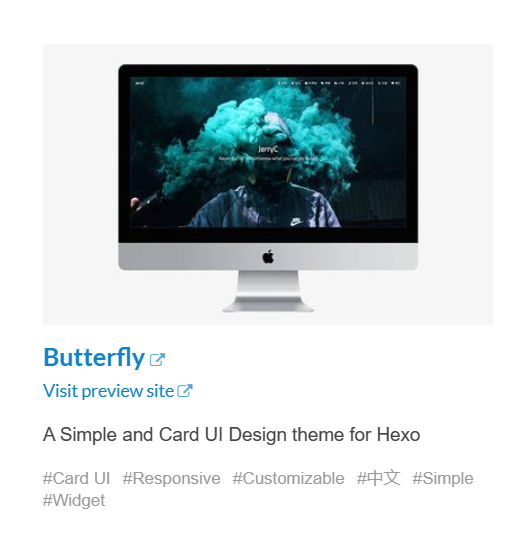 JerryC
JerryC
Butterfly
Visit preview site
A Simple and Card UI Design theme for Hexo
#Card UI #Responsive #Customizable #中文 #Simple
#Widget